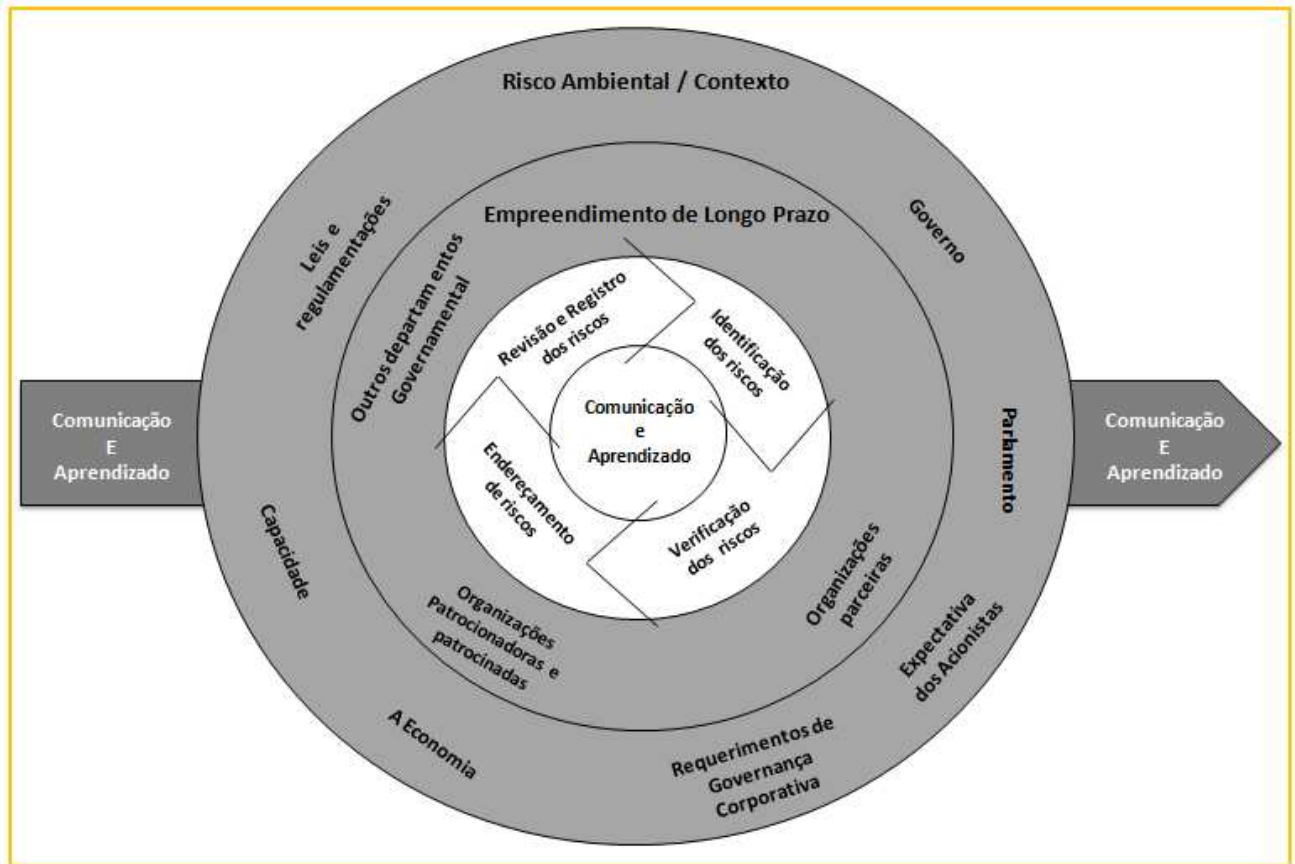 Risco Ambiental / Contexto
Leis e
regulamentações
Governo
Empreendimento de Longo Prazo
Outros departam entos
Governamental
Revisão e Registro
dos riscos
Identificação
dos riscos
Comunicação
E
Aprendizado
Comunicação
e
Aprendizado
Parlamento
Comunicação
E
Aprendizado
Endereçamento
de riscos
Verificação
dos riscos
Capacidade
Organizações
Patrocionadoras e
patrocinadas
Organizações
parceiras
Expectativa
dos Acionistas
A Economia
Requerimentos de
Governança
Corporativa